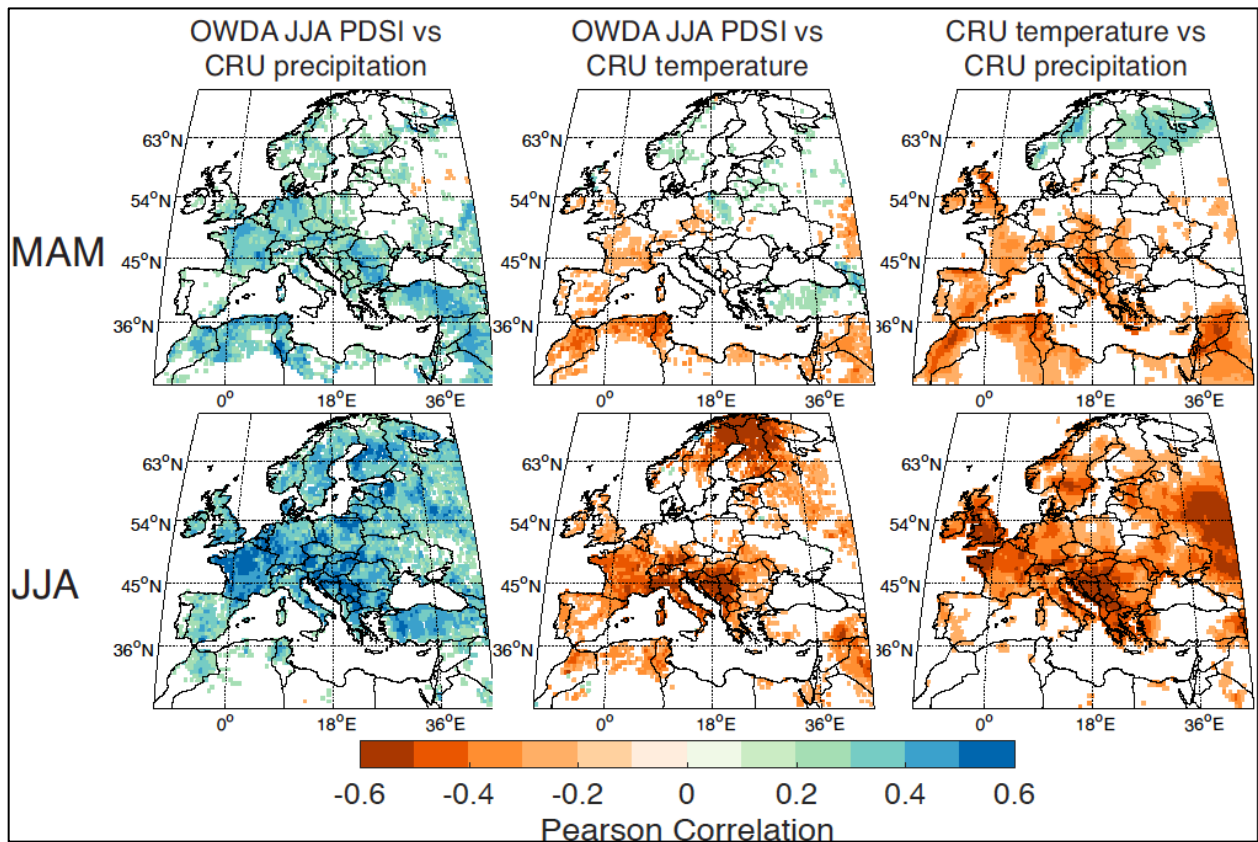 OWDA JJA PDSI vs
CRU precipitation
OWDA JJA PDSI vs
CRU temperature
CRU temperature vs
CRU precipitation
MAM
63°N
54°N
45°N
36°N
0°
18°E
36°E
63°N
54°N
45°N
36°N
0°
18°E
36°E
63°N
54°N
45°N
36°N
0°
18°E
36°E
JJA
63°N
54°N
45°N
36°N
0°
18°E
36°E
63°N
54°N
45°N
36°N
0°
18°E
36°E
63°N
54°N
45°N
36°N
0°
18°E
36°E
-0.6
-0.4
-0.2
0
0.2
0.4
0.6
Pearson Correlation